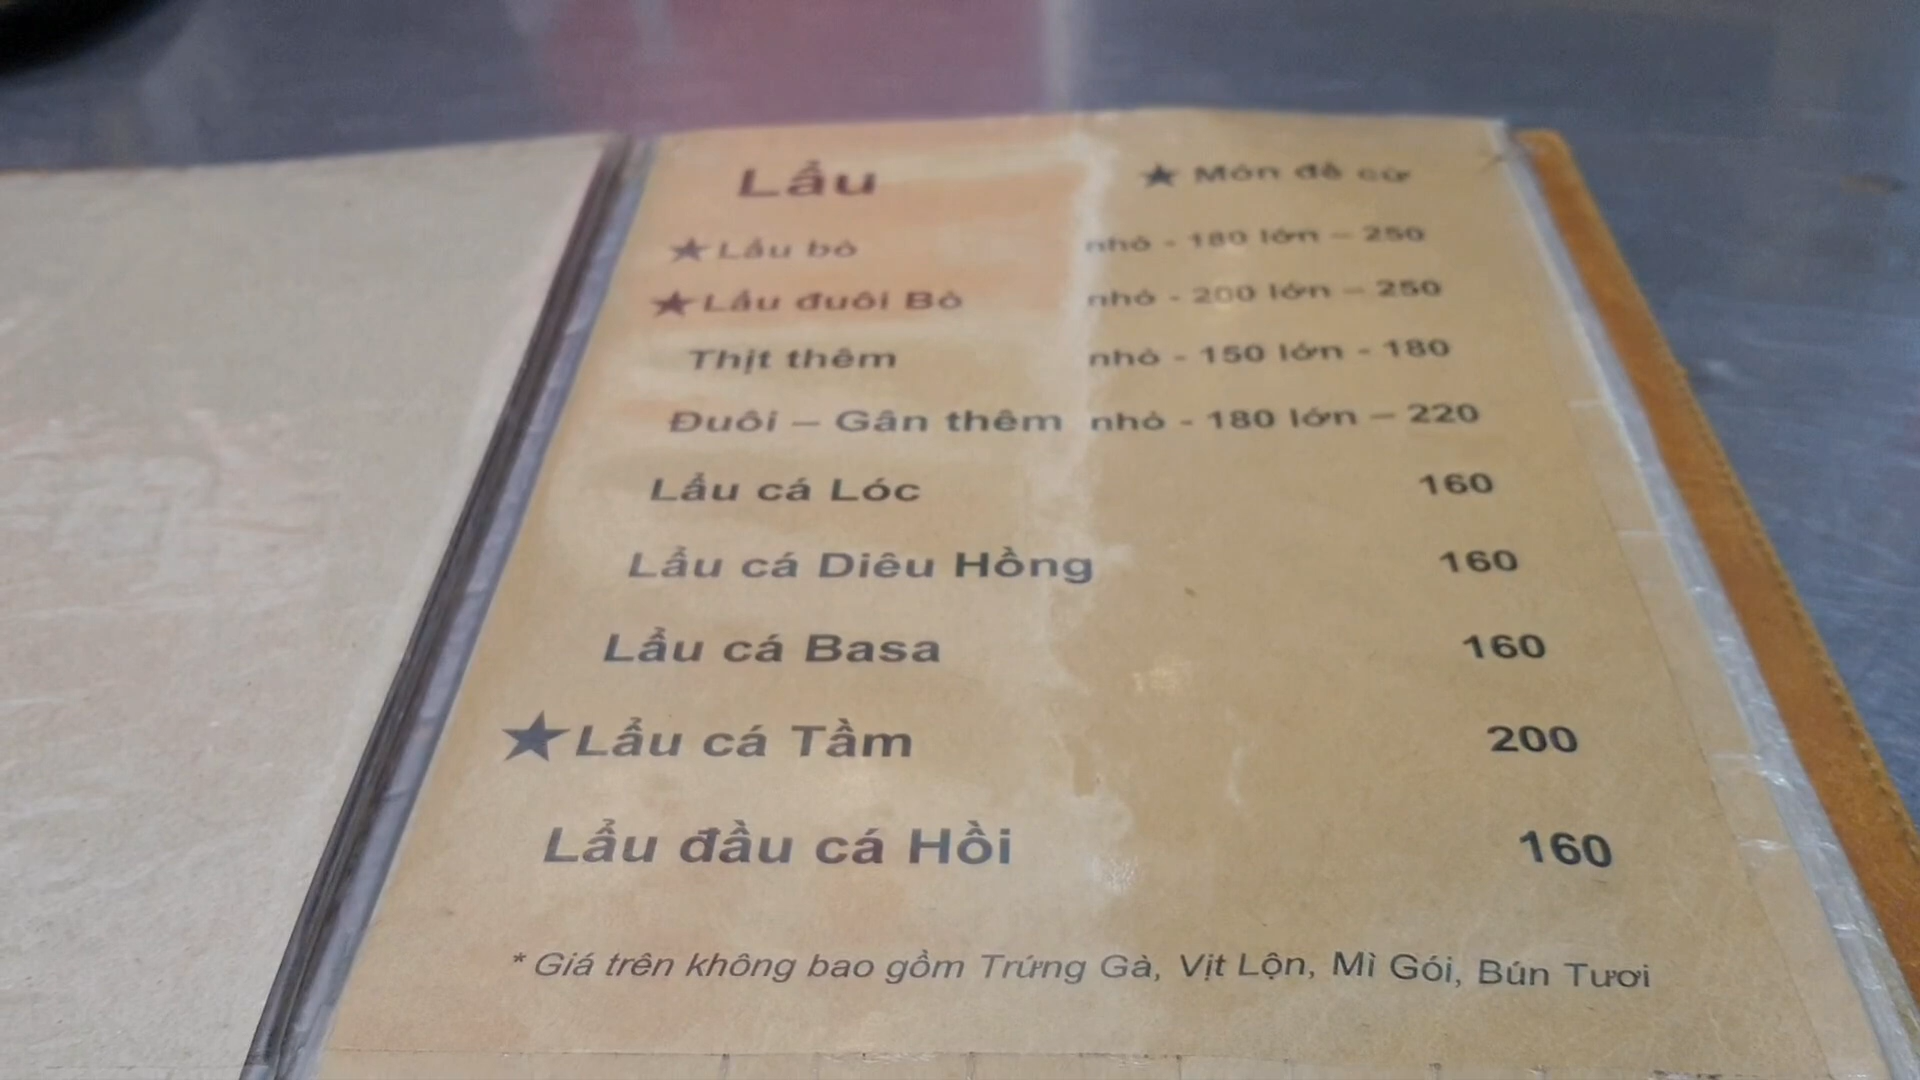 Lẩu ★ Món đề cử
★ Lẩu bò nhỏ - 180 lớn – 250
★ Lẩu đuôi Bò nhỏ - 200 lớn – 250
Thịt thêm nhỏ - 150 lớn - 180
Đuôi – Gân thêm nhỏ - 180 lớn – 220
Lẩu cá Lóc 160
Lẩu cá Diêu Hồng 160
Lẩu cá Basa 160
★ Lẩu cá Tầm 200
Lẩu đầu cá Hồi 160
* Giá trên không bao gồm Trứng Gà, Vịt Lộn, Mì Gói, Bún Tươi